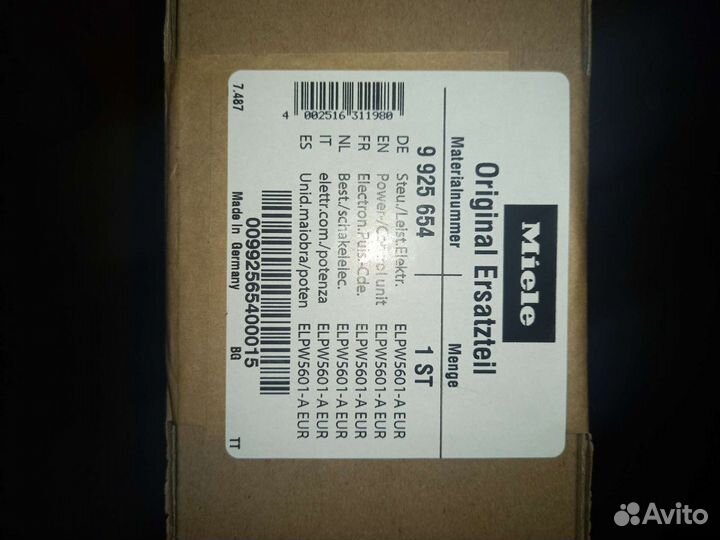 Miele
Original Ersatzteil
Materialnummer Menge
9 925 654 1 ST
DE Steu./Leist.Elektr. ELPW5601-A EUR
EN Power-/Control unit ELPW5601-A EUR
FR Electron.Puis.-Cde. ELPW5601-A EUR
NL Best./schakelelec. ELPW5601-A EUR
IT elettr.com./potenza ELPW5601-A EUR
ES Unid.maiobra/poten ELPW5601-A EUR
4 002516 311980
00992565400015
7.487 Made in Germany BG TT
Avito